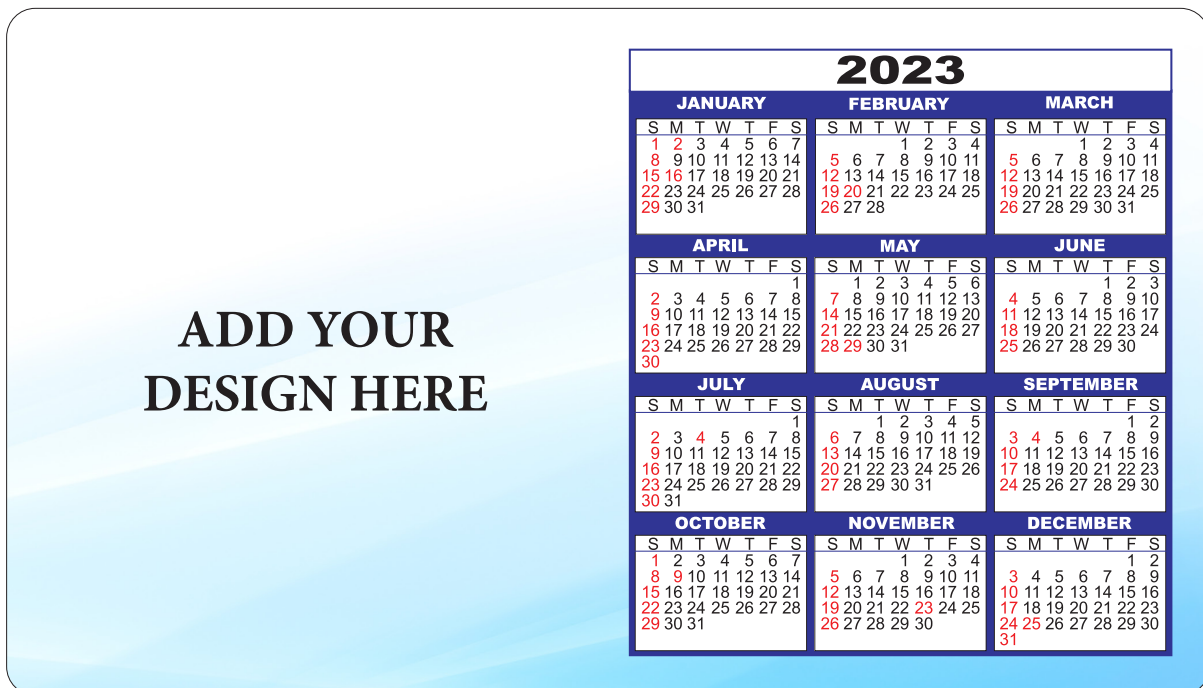 ADD YOUR
DESIGN HERE
2023
JANUARY
S M T W T F S
1 2 3 4 5 6 7
8 9 10 11 12 13 14
15 16 17 18 19 20 21
22 23 24 25 26 27 28
29 30 31
FEBRUARY
S M T W T F S
1 2 3 4
5 6 7 8 9 10 11
12 13 14 15 16 17 18
19 20 21 22 23 24 25
26 27 28
MARCH
S M T W T F S
1 2 3 4
5 6 7 8 9 10 11
12 13 14 15 16 17 18
19 20 21 22 23 24 25
26 27 28 29 30 31
APRIL
S M T W T F S
1
2 3 4 5 6 7 8
9 10 11 12 13 14 15
16 17 18 19 20 21 22
23 24 25 26 27 28 29
30
MAY
S M T W T F S
1 2 3 4 5 6
7 8 9 10 11 12 13
14 15 16 17 18 19 20
21 22 23 24 25 26 27
28 29 30 31
JUNE
S M T W T F S
1 2 3
4 5 6 7 8 9 10
11 12 13 14 15 16 17
18 19 20 21 22 23 24
25 26 27 28 29 30
JULY
S M T W T F S
1
2 3 4 5 6 7 8
9 10 11 12 13 14 15
16 17 18 19 20 21 22
23 24 25 26 27 28 29
30 31
AUGUST
S M T W T F S
1 2 3 4 5
6 7 8 9 10 11 12
13 14 15 16 17 18 19
20 21 22 23 24 25 26
27 28 29 30 31
SEPTEMBER
S M T W T F S
1 2
3 4 5 6 7 8 9
10 11 12 13 14 15 16
17 18 19 20 21 22 23
24 25 26 27 28 29 30
OCTOBER
S M T W T F S
1 2 3 4 5 6 7
8 9 10 11 12 13 14
15 16 17 18 19 20 21
22 23 24 25 26 27 28
29 30 31
NOVEMBER
S M T W T F S
1 2 3 4
5 6 7 8 9 10 11
12 13 14 15 16 17 18
19 20 21 22 23 24 25
26 27 28 29 30
DECEMBER
S M T W T F S
1 2
3 4 5 6 7 8 9
10 11 12 13 14 15 16
17 18 19 20 21 22 23
24 25 26 27 28 29 30
31